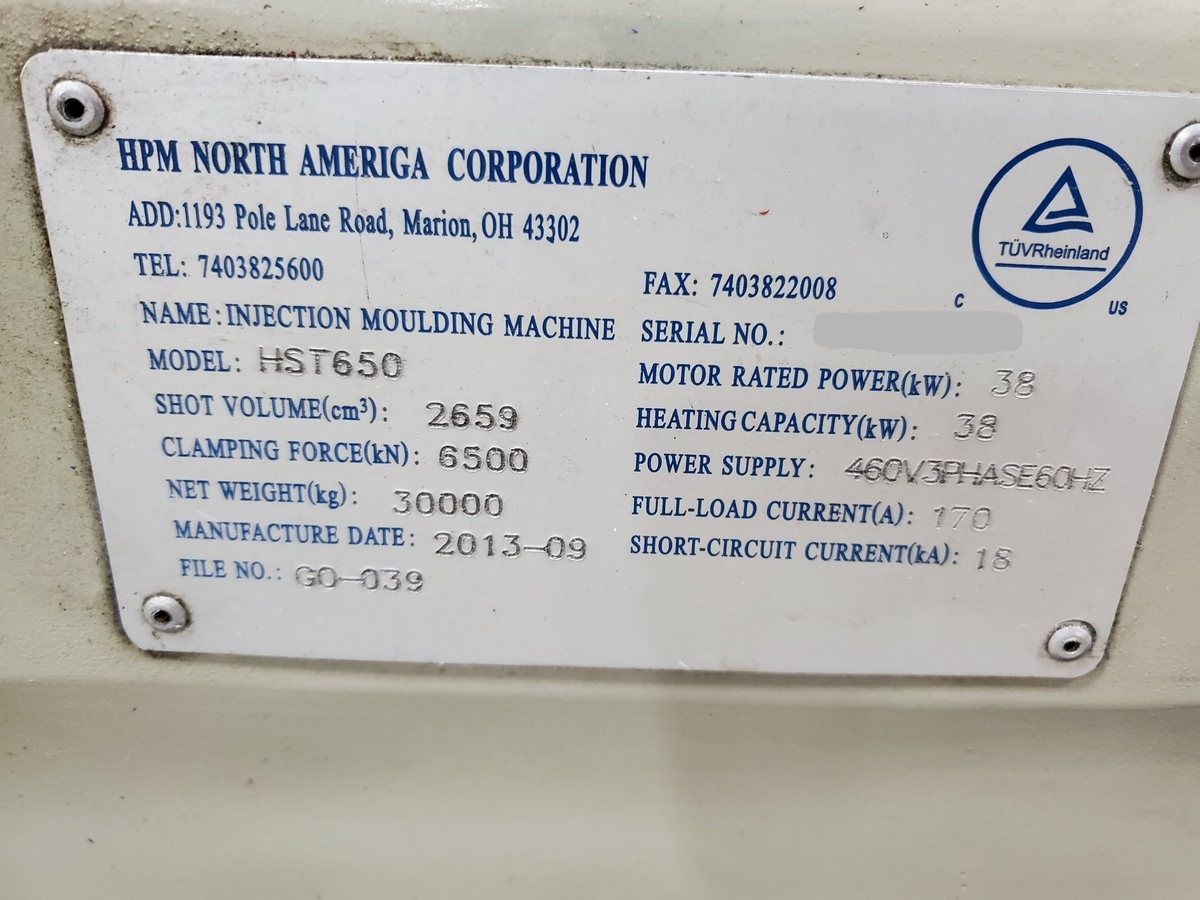 HPM NORTH AMERIGA CORPORATION
ADD:1193 Pole Lane Road, Marion, OH 43302
TEL: 7403825600
FAX: 7403822008
NAME: INJECTION MOULDING MACHINE
SERIAL NO.:
MODEL: HST650
MOTOR RATED POWER(kW): 38
SHOT VOLUME(cm³): 2659
HEATING CAPACITY(kW): 38
CLAMPING FORCE(kN): 6500
POWER SUPPLY: 460V3PHASE60HZ
NET WEIGHT(kg): 30000
FULL-LOAD CURRENT(A): 170
MANUFACTURE DATE: 2013-09
SHORT-CIRCUIT CURRENT(kA): 18
FILE NO.: GO-039
TÜVRheinland
C US